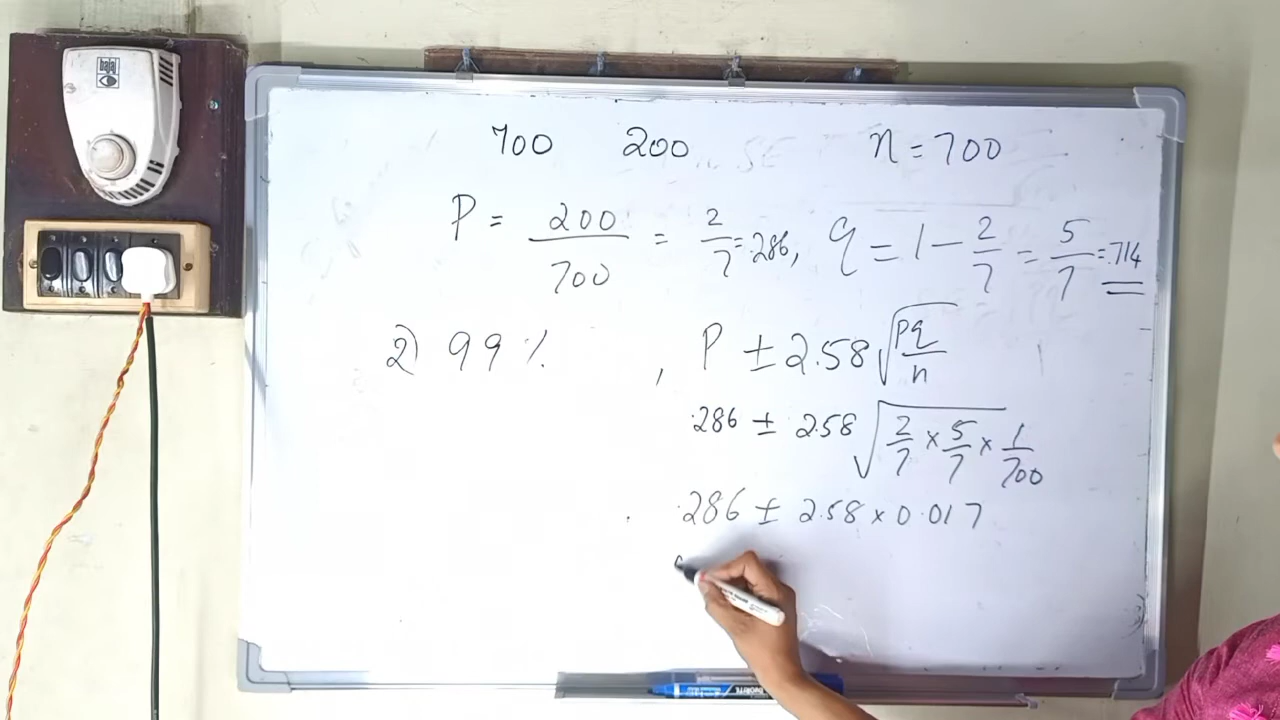 bajaj
700 200 n = 700
P = 200/700 = 2/7 = .286, q = 1 - 2/7 = 5/7 = .714
2) 99 % , P ± 2.58 √(pq/n)
.286 ± 2.58 √(2/7 × 5/7 × 1/700)
.286 ± 2.58 × 0.017